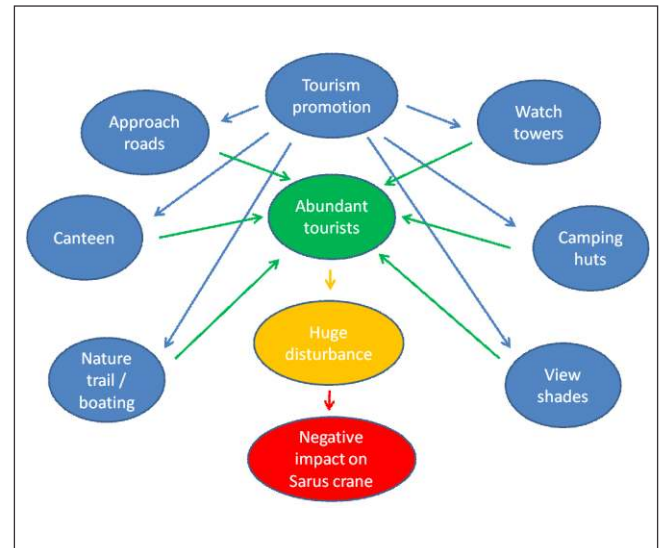 Tourism
promotion
Approach
roads
Watch
towers
Abundant
tourists
Canteen
Camping
huts
Huge
disturbance
Nature
trail /
boating
View
shades
Negative
impact on
Sarus crane